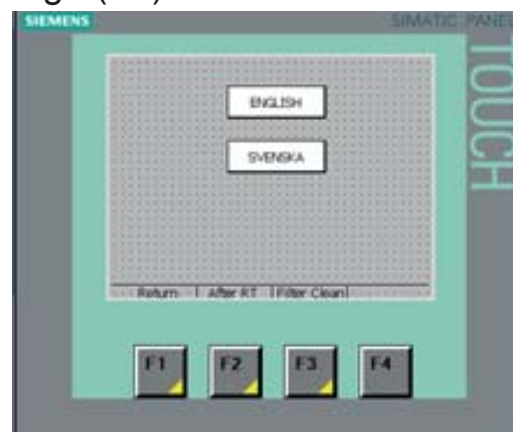 SIEMENS SIMATIC PANEL
TOUCH
ENGLISH
SVENSKA
Return After RT Filter Clean
F1 F2 F3 F4